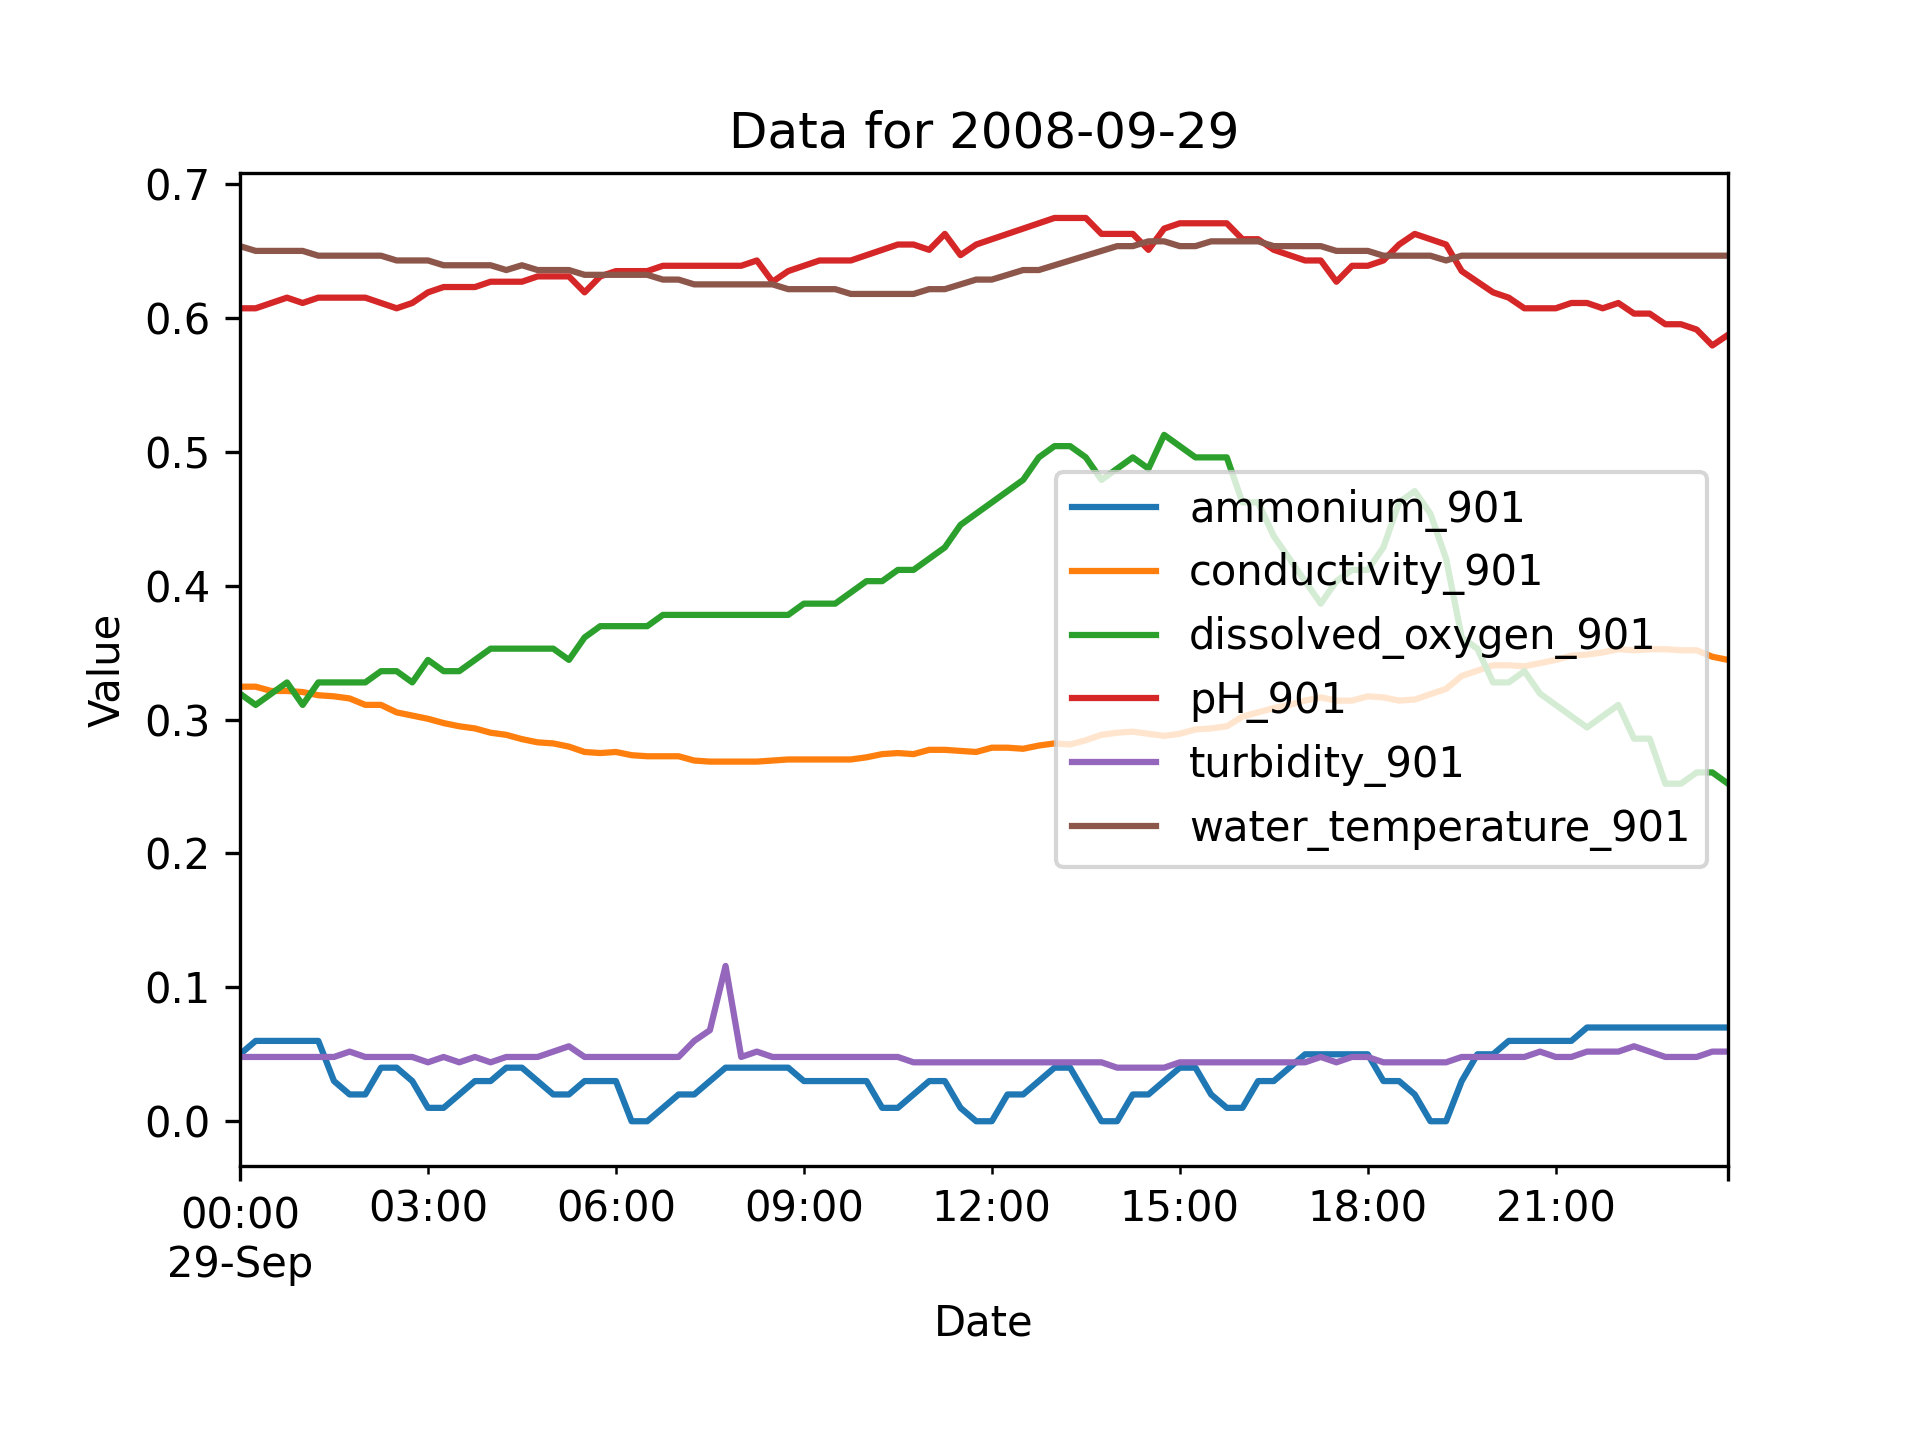 Data for 2008-09-29
0.7
0.6
0.5
0.4
0.3
0.2
0.1
0.0
Value
ammonium_901
conductivity_901
dissolved_oxygen_901
pH_901
turbidity_901
water_temperature_901
00:00 03:00 06:00 09:00 12:00 15:00 18:00 21:00
29-Sep
Date